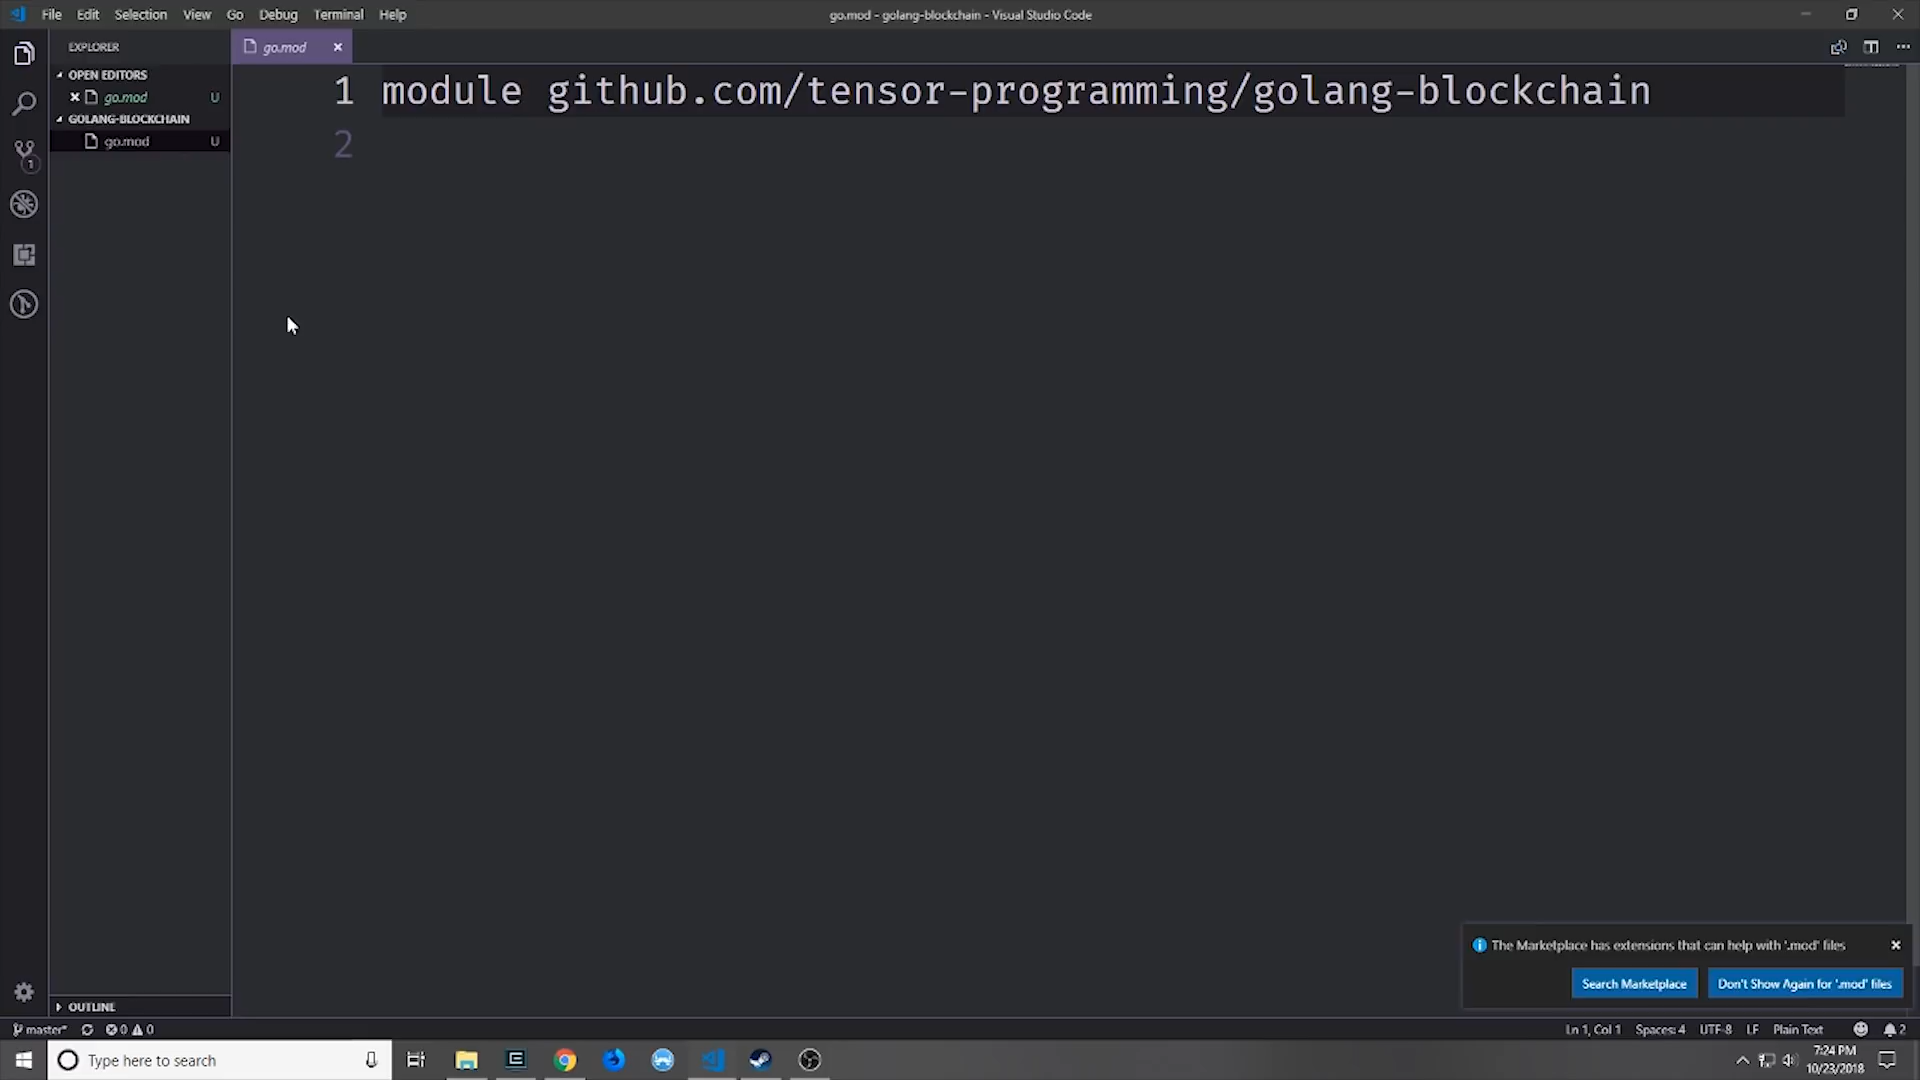 File Edit Selection View Go Debug Terminal Help
go.mod - golang-blockchain - Visual Studio Code
EXPLORER
go.mod
OPEN EDITORS
go.mod U
GOLANG-BLOCKCHAIN
go.mod U
1
1 module github.com/tensor-programming/golang-blockchain
2
The Marketplace has extensions that can help with '.mod' files
Search Marketplace Don't Show Again for '.mod' files
OUTLINE
master* 0 0 Ln 1, Col 1 Spaces: 4 UTF-8 LF Plain Text 2
Type here to search
7:24 PM
10/23/2018